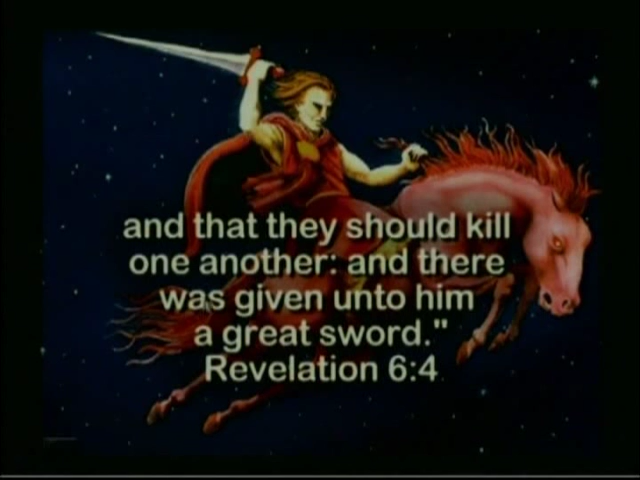 and that they should kill
one another: and there
was given unto him
a great sword."
Revelation 6:4